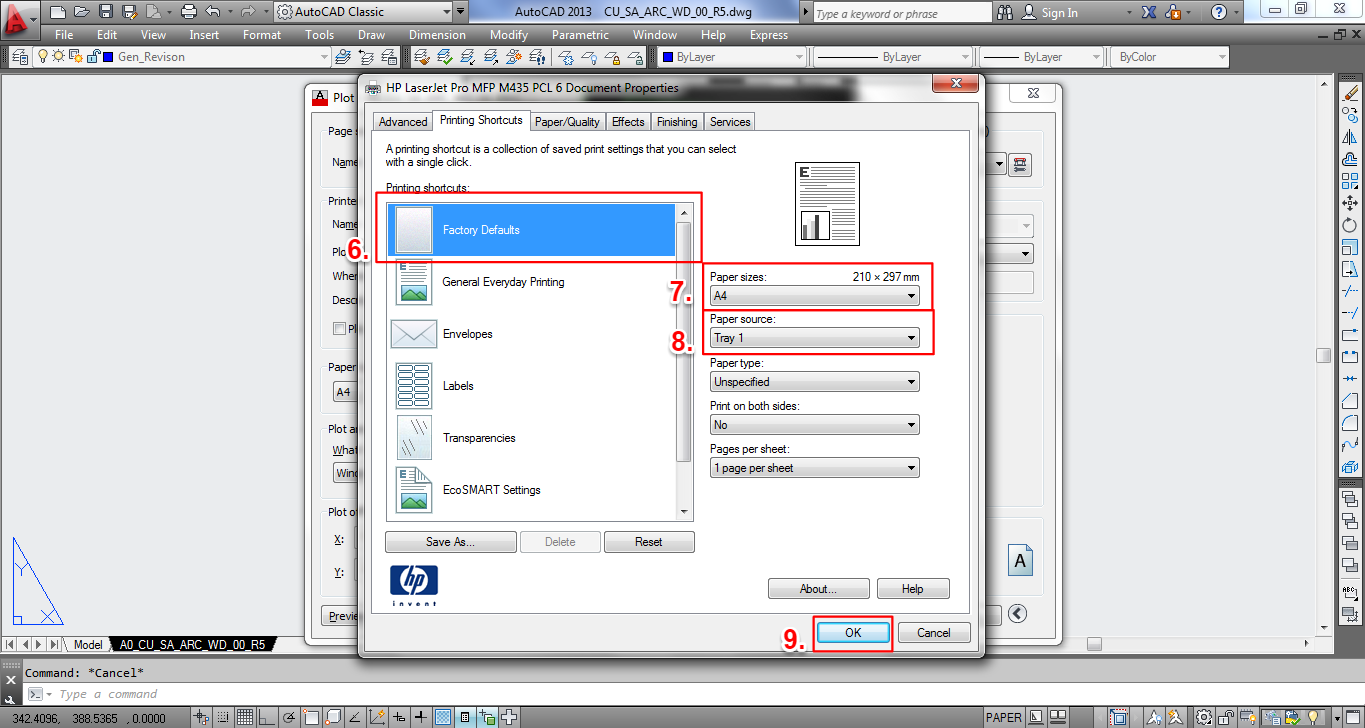 AutoCAD Classic
AutoCAD 2013 CU_SA_ARC_WD_00_R5.dwg
Type a keyword or phrase
Sign In
File Edit View Insert Format Tools Draw Dimension Modify Parametric Window Help Express
Gen_Revison
ByLayer
ByLayer
ByLayer
ByColor
Plot
HP LaserJet Pro MFP M435 PCL 6 Document Properties
Advanced Printing Shortcuts Paper/Quality Effects Finishing Services
A printing shortcut is a collection of saved print settings that you can select
with a single click.
Printing shortcuts:
Factory Defaults
6.
General Everyday Printing
Envelopes
Labels
Transparencies
EcoSMART Settings
Save As... Delete Reset
hp
invent
E
Paper sizes: 210 × 297 mm
7.
A4
Paper source:
8.
Tray 1
Paper type:
Unspecified
Print on both sides:
No
Pages per sheet:
1 page per sheet
About... Help
9.
OK Cancel
Page s
Name
Printe
Name
Plo
Wher
Descr
Pl
Paper
A4
Plot ar
What
Wind
Plot of
X:
Y:
Previe
A
Y
X
Model A0_CU_SA_ARC_WD_00_R5
Command: *Cancel*
Type a command
342.4096, 388.5365 , 0.0000
PAPER
ABC